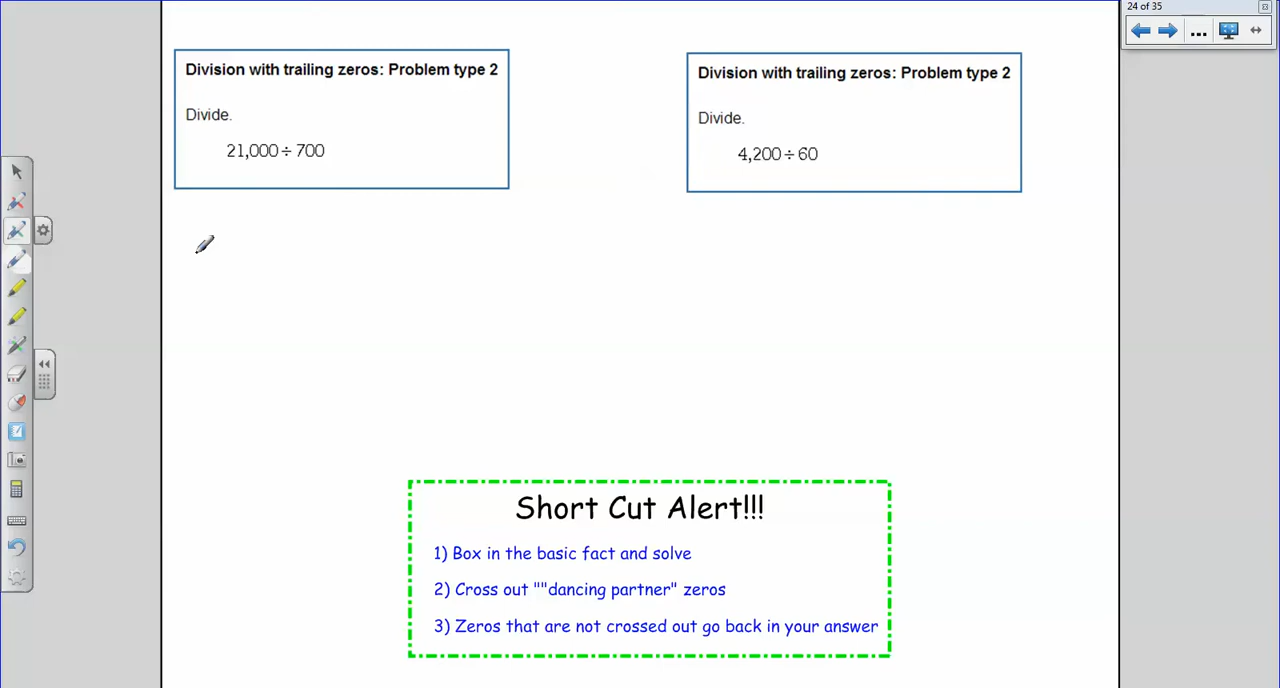 24 of 35
Division with trailing zeros: Problem type 2
Divide.
21,000 ÷ 700
Division with trailing zeros: Problem type 2
Divide.
4,200 ÷ 60
Short Cut Alert!!!
1) Box in the basic fact and solve
2) Cross out ""dancing partner" zeros
3) Zeros that are not crossed out go back in your answer